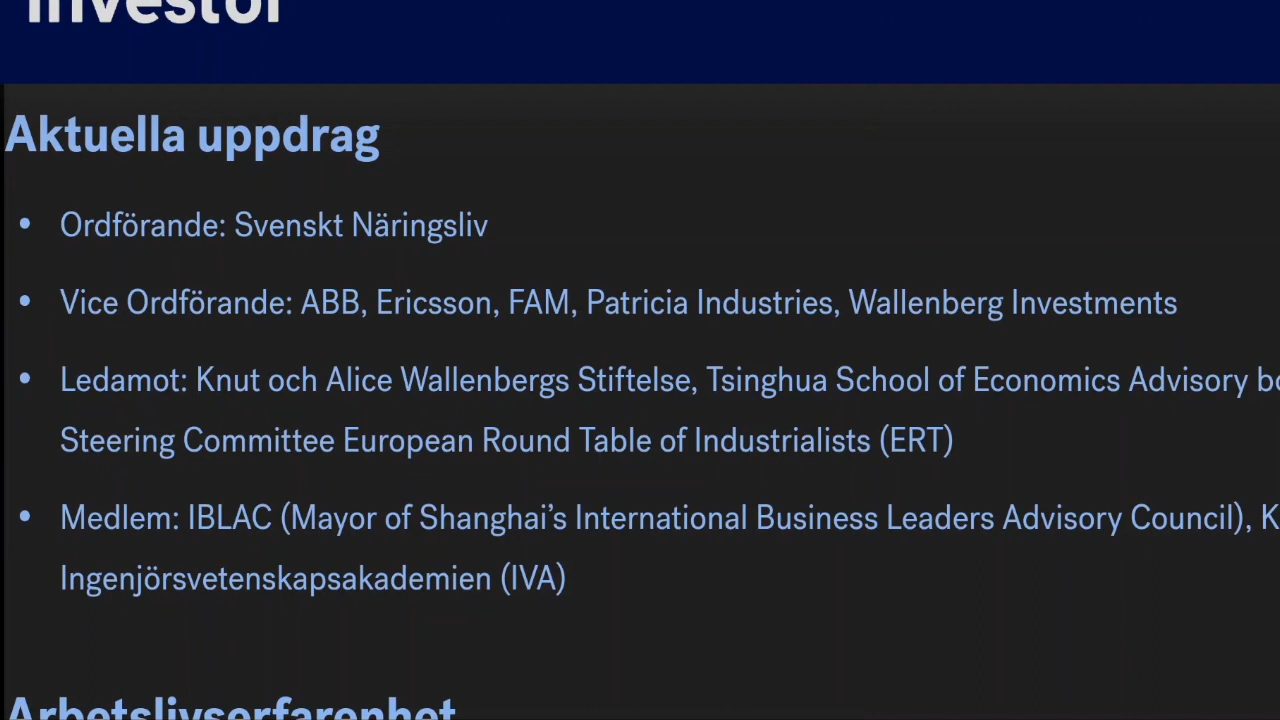 Investor
Aktuella uppdrag
• Ordförande: Svenskt Näringsliv
• Vice Ordförande: ABB, Ericsson, FAM, Patricia Industries, Wallenberg Investments
• Ledamot: Knut och Alice Wallenbergs Stiftelse, Tsinghua School of Economics Advisory
Steering Committee European Round Table of Industrialists (ERT)
• Medlem: IBLAC (Mayor of Shanghai’s International Business Leaders Advisory Council),
Ingenjörsvetenskapsakademien (IVA)
Arbetslivserfarenhet